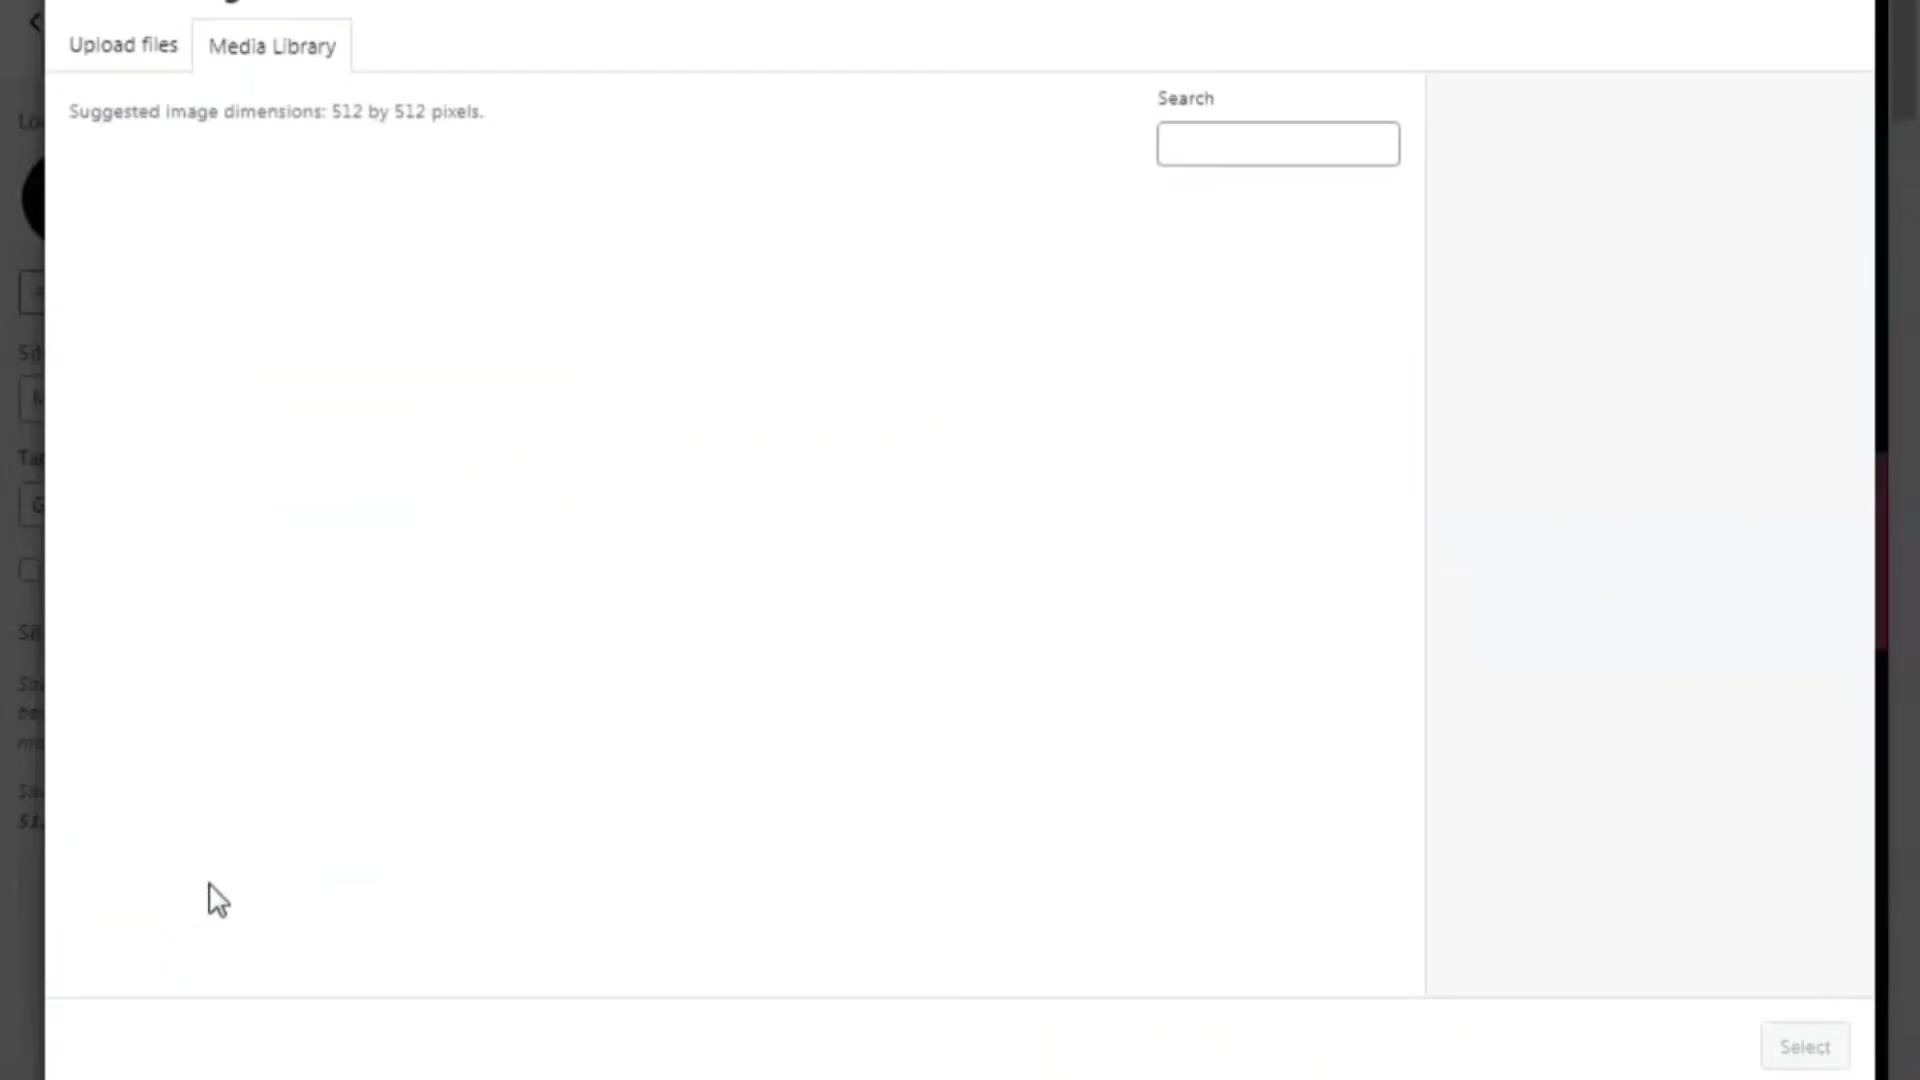 Upload files
Media Library
Suggested image dimensions: 512 by 512 pixels.
Search
Select